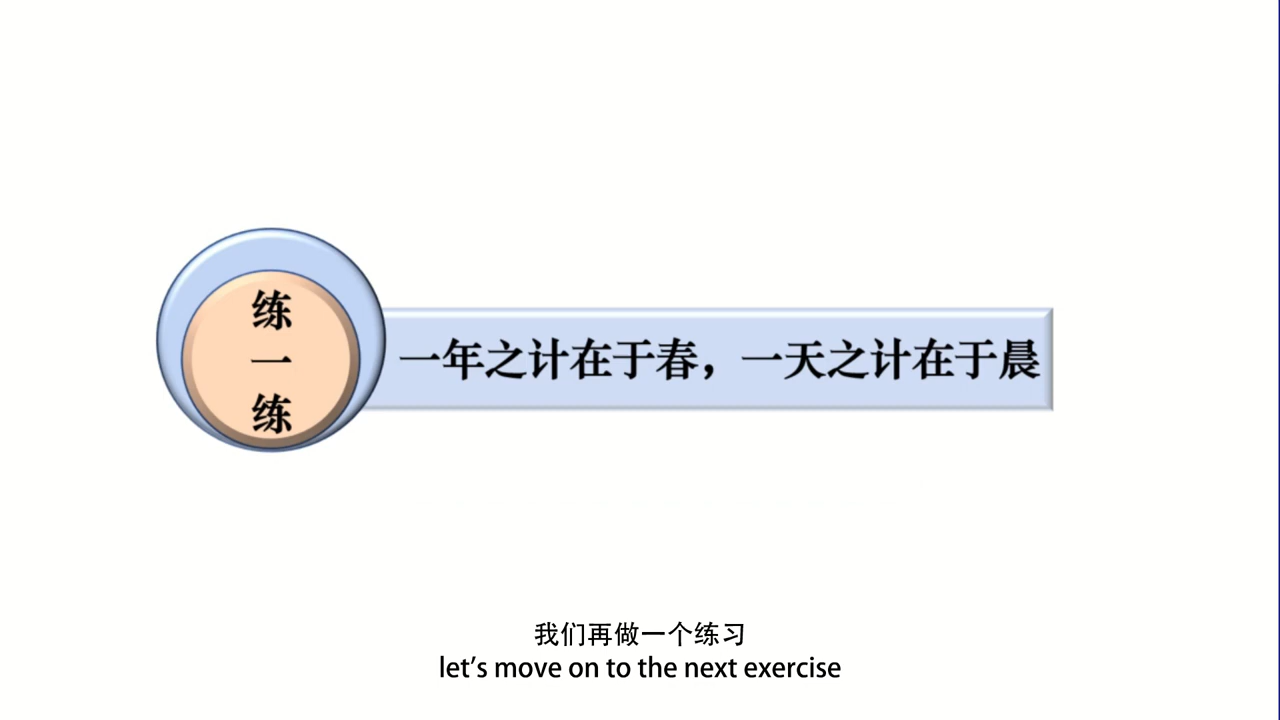 练一练
一年之计在于春，一天之计在于晨
我们再做一个练习
let's move on to the next exercise